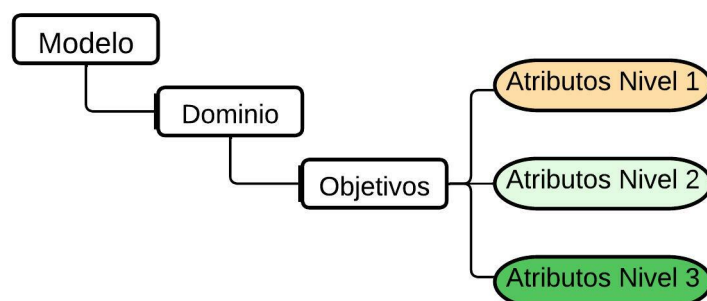 Modelo
Dominio
Objetivos
Atributos Nivel 1
Atributos Nivel 2
Atributos Nivel 3